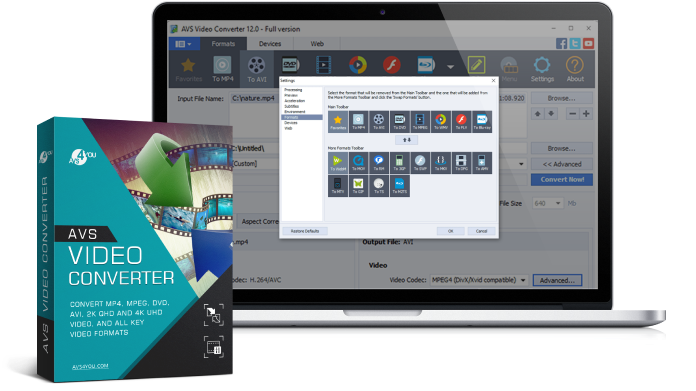 AVS Video Converter 12.0 - Full version
Formats Devices Web
Favorites To MP4 To AVI Menu Settings About
Settings
Input File Name: C:\nature.mp4
1:08.920
Browse...
Processing
Preview
Acceleration
Subtitles
Environment
Formats
Devices
Web
Select the format that will be removed from the Main Toolbar and the one that will be added from
the More Formats Toolbar and click the 'Swap Formats' button.
Main Toolbar
Favorites To MP4 To AVI To DVD To MPEG To WMV To FLV To Blu-ray
More Formats Toolbar
To Apple To MOV To RM To 3GP To SWF To MKV To DPG To AMV
To MTV To GIF To TS To M2TS
Restore Defaults OK Cancel
C:\Untitled\
Browse...
[Custom]
<< Advanced
Convert Now!
File Size 640 Mb
Aspect Corre
.mp4
Output File: AVI
Video
odec: H.264/AVC
Video Codec: MPEG4 (DivX/Xvid compatible) Advanced...
AVS4YOU
AVS
VIDEO
CONVERTER
CONVERT MP4, MPEG, DVD,
AVI, 2K QHD AND 4K UHD
VIDEO, AND ALL KEY
VIDEO FORMATS
AVS4YOU.COM
AVS VIDEO CONVERTER